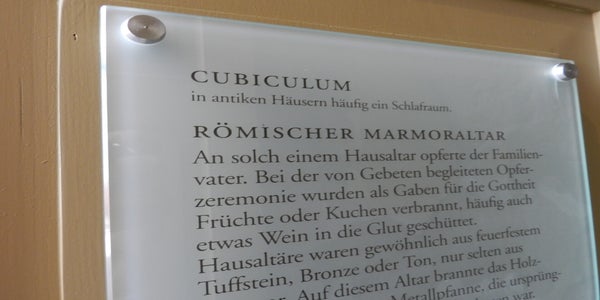 CUBICULUM
in antiken Häusern häufig ein Schlafraum.
RÖMISCHER MARMORALTAR
An solch einem Hausaltar opferte der Familien-
vater. Bei der von Gebeten begleiteten Opfer-
zeremonie wurden als Gaben für die Gottheit
Früchte oder Kuchen verbrannt, häufig auch
etwas Wein in die Glut geschüttet.
Hausaltäre waren gewöhnlich aus feuerfestem
Tuffstein, Bronze oder Ton, nur selten aus
Auf diesem Altar brannte das Holz-
Metallpfanne, die ursprüng-
war.